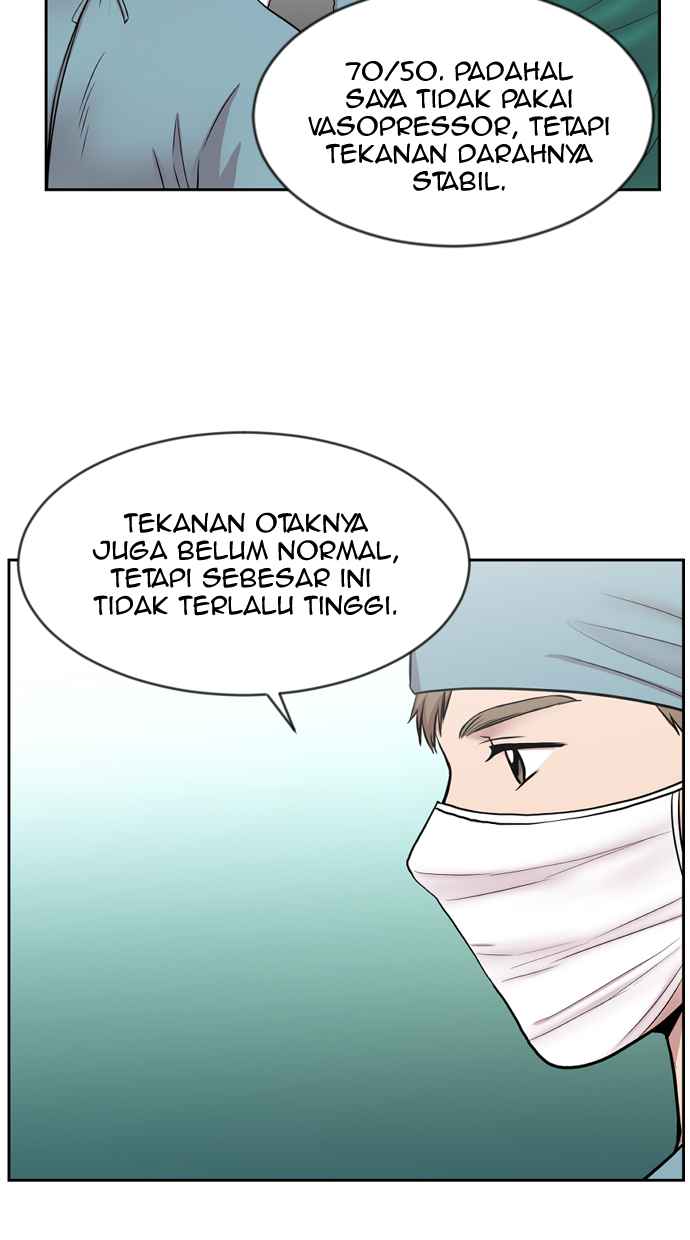 70/50. PADAHAL
SAYA TIDAK PAKAI
VASOPRESSOR, TETAPI
TEKANAN DARAHNYA
STABIL.
TEKANAN OTAKNYA
JUGA BELUM NORMAL,
TETAPI SEBESAR INI
TIDAK TERLALU TINGGI.